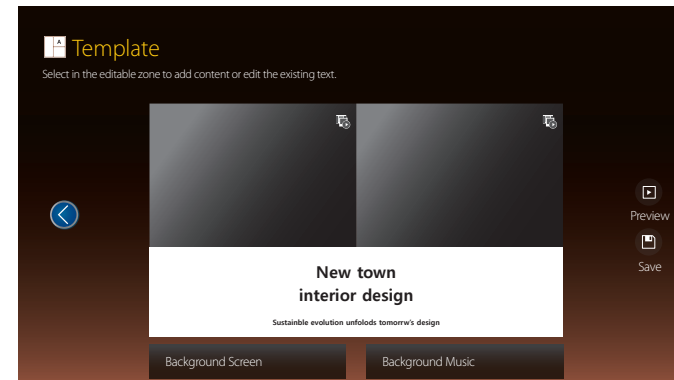 A
Template
Select in the editable zone to add content or edit the existing text.
Preview
Save
New town
interior design
Sustainble evolution unfolods tomorrw's design
Background Screen
Background Music